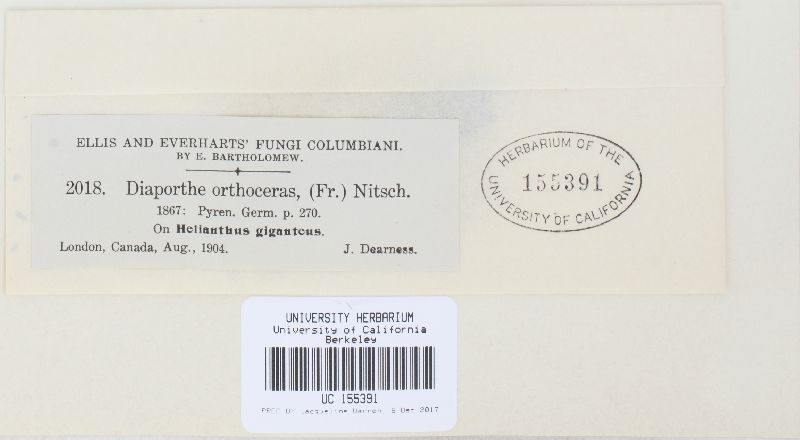 ELLIS AND EVERHARTS' FUNGI COLUMBIANI.
BY E. BARTHOLOMEW.
2018. Diaporthe orthoceras, (Fr.) Nitsch.
1867: Pyren. Germ. p. 270.
On Helianthus giganteus.
London, Canada, Aug., 1904. J. Dearness.
HERBARIUM OF THE
155391
UNIVERSITY OF CALIFORNIA
UNIVERSITY HERBARIUM
University of California
Berkeley
UC 155391
Jacqueline 2017